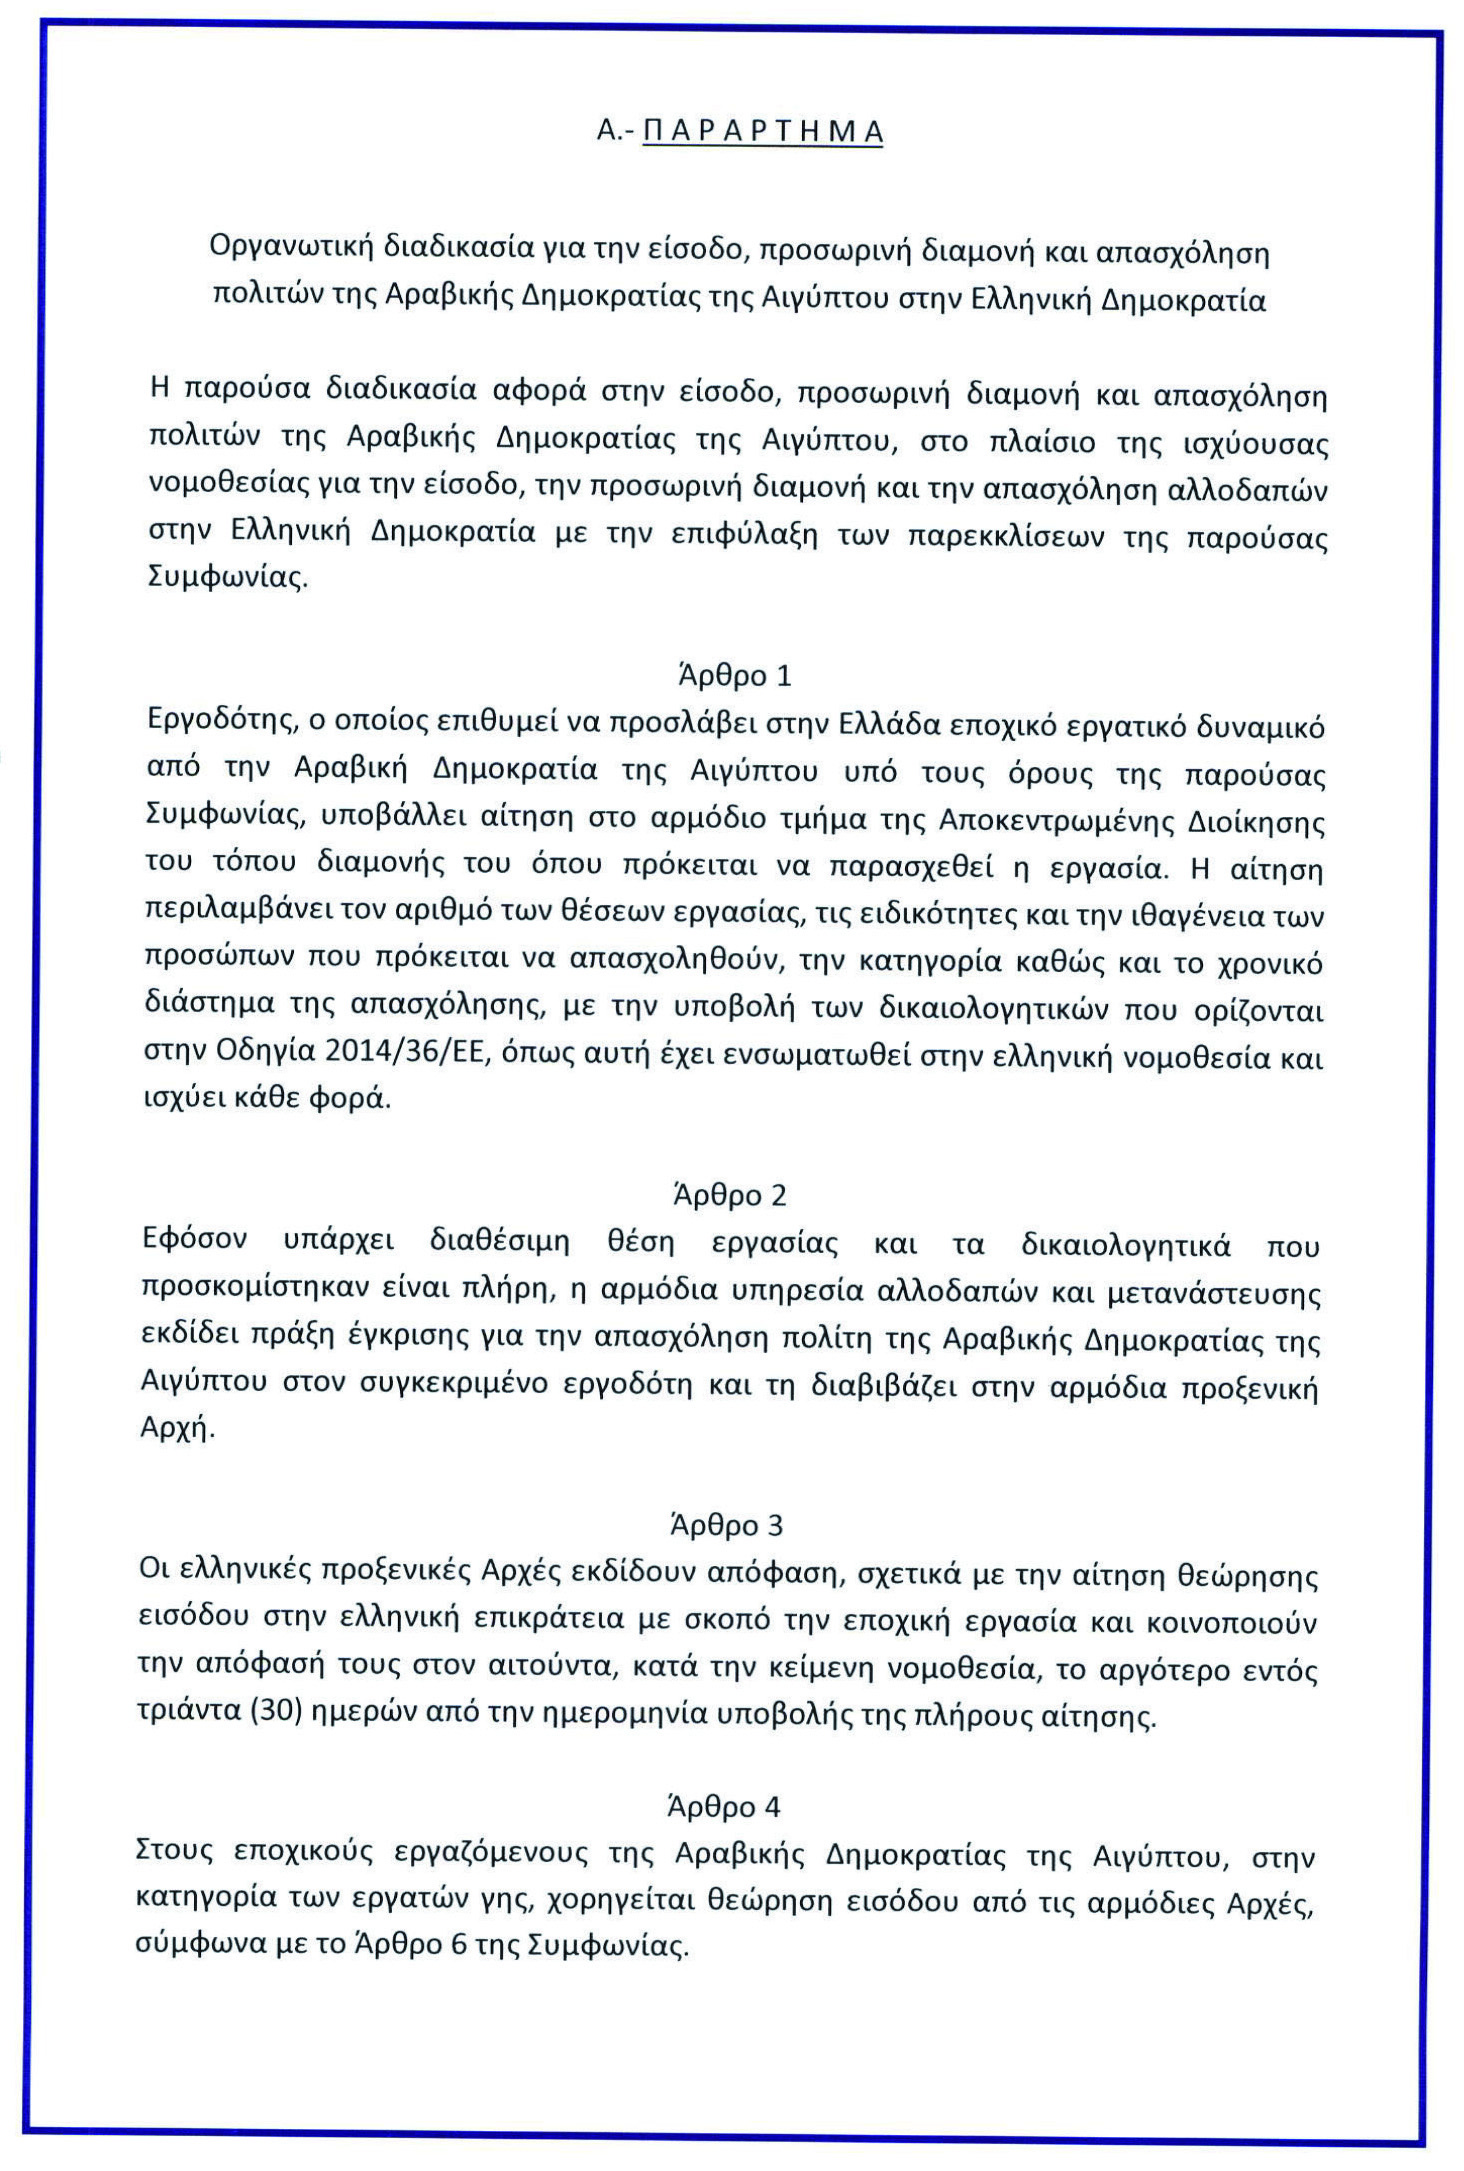 Α.- Π Α Ρ Α Ρ Τ Η Μ Α
Οργανωτική διαδικασία για την είσοδο, προσωρινή διαμονή και απασχόληση
πολιτών της Αραβικής Δημοκρατίας της Αιγύπτου στην Ελληνική Δημοκρατία
Η παρούσα διαδικασία αφορά στην είσοδο, προσωρινή διαμονή και απασχόληση
πολιτών της Αραβικής Δημοκρατίας της Αιγύπτου, στο πλαίσιο της ισχύουσας
νομοθεσίας για την είσοδο, την προσωρινή διαμονή και την απασχόληση αλλοδαπών
στην Ελληνική Δημοκρατία με την επιφύλαξη των παρεκκλίσεων της παρούσας
Συμφωνίας.
Άρθρο 1
Εργοδότης, ο οποίος επιθυμεί να προσλάβει στην Ελλάδα εποχικό εργατικό δυναμικό
από την Αραβική Δημοκρατία της Αιγύπτου υπό τους όρους της παρούσας
Συμφωνίας, υποβάλλει αίτηση στο αρμόδιο τμήμα της Αποκεντρωμένης Διοίκησης
του τόπου διαμονής του όπου πρόκειται να παρασχεθεί η εργασία. Η αίτηση
περιλαμβάνει τον αριθμό των θέσεων εργασίας, τις ειδικότητες και την ιθαγένεια των
προσώπων που πρόκειται να απασχοληθούν, την κατηγορία καθώς και το χρονικό
διάστημα της απασχόλησης, με την υποβολή των δικαιολογητικών που ορίζονται
στην Οδηγία 2014/36/ΕΕ, όπως αυτή έχει ενσωματωθεί στην ελληνική νομοθεσία και
ισχύει κάθε φορά.
Άρθρο 2
Εφόσον υπάρχει διαθέσιμη θέση εργασίας και τα δικαιολογητικά που
προσκομίστηκαν είναι πλήρη, η αρμόδια υπηρεσία αλλοδαπών και μετανάστευσης
εκδίδει πράξη έγκρισης για την απασχόληση πολίτη της Αραβικής Δημοκρατίας της
Αιγύπτου στον συγκεκριμένο εργοδότη και τη διαβιβάζει στην αρμόδια προξενική
Αρχή.
Άρθρο 3
Οι ελληνικές προξενικές Αρχές εκδίδουν απόφαση, σχετικά με την αίτηση θεώρησης
εισόδου στην ελληνική επικράτεια με σκοπό την εποχική εργασία και κοινοποιούν
την απόφασή τους στον αιτούντα, κατά την κείμενη νομοθεσία, το αργότερο εντός
τριάντα (30) ημερών από την ημερομηνία υποβολής της πλήρους αίτησης.
Άρθρο 4
Στους εποχικούς εργαζόμενους της Αραβικής Δημοκρατίας της Αιγύπτου, στην
κατηγορία των εργατών γης, χορηγείται θεώρηση εισόδου από τις αρμόδιες Αρχές,
σύμφωνα με το Άρθρο 6 της Συμφωνίας.